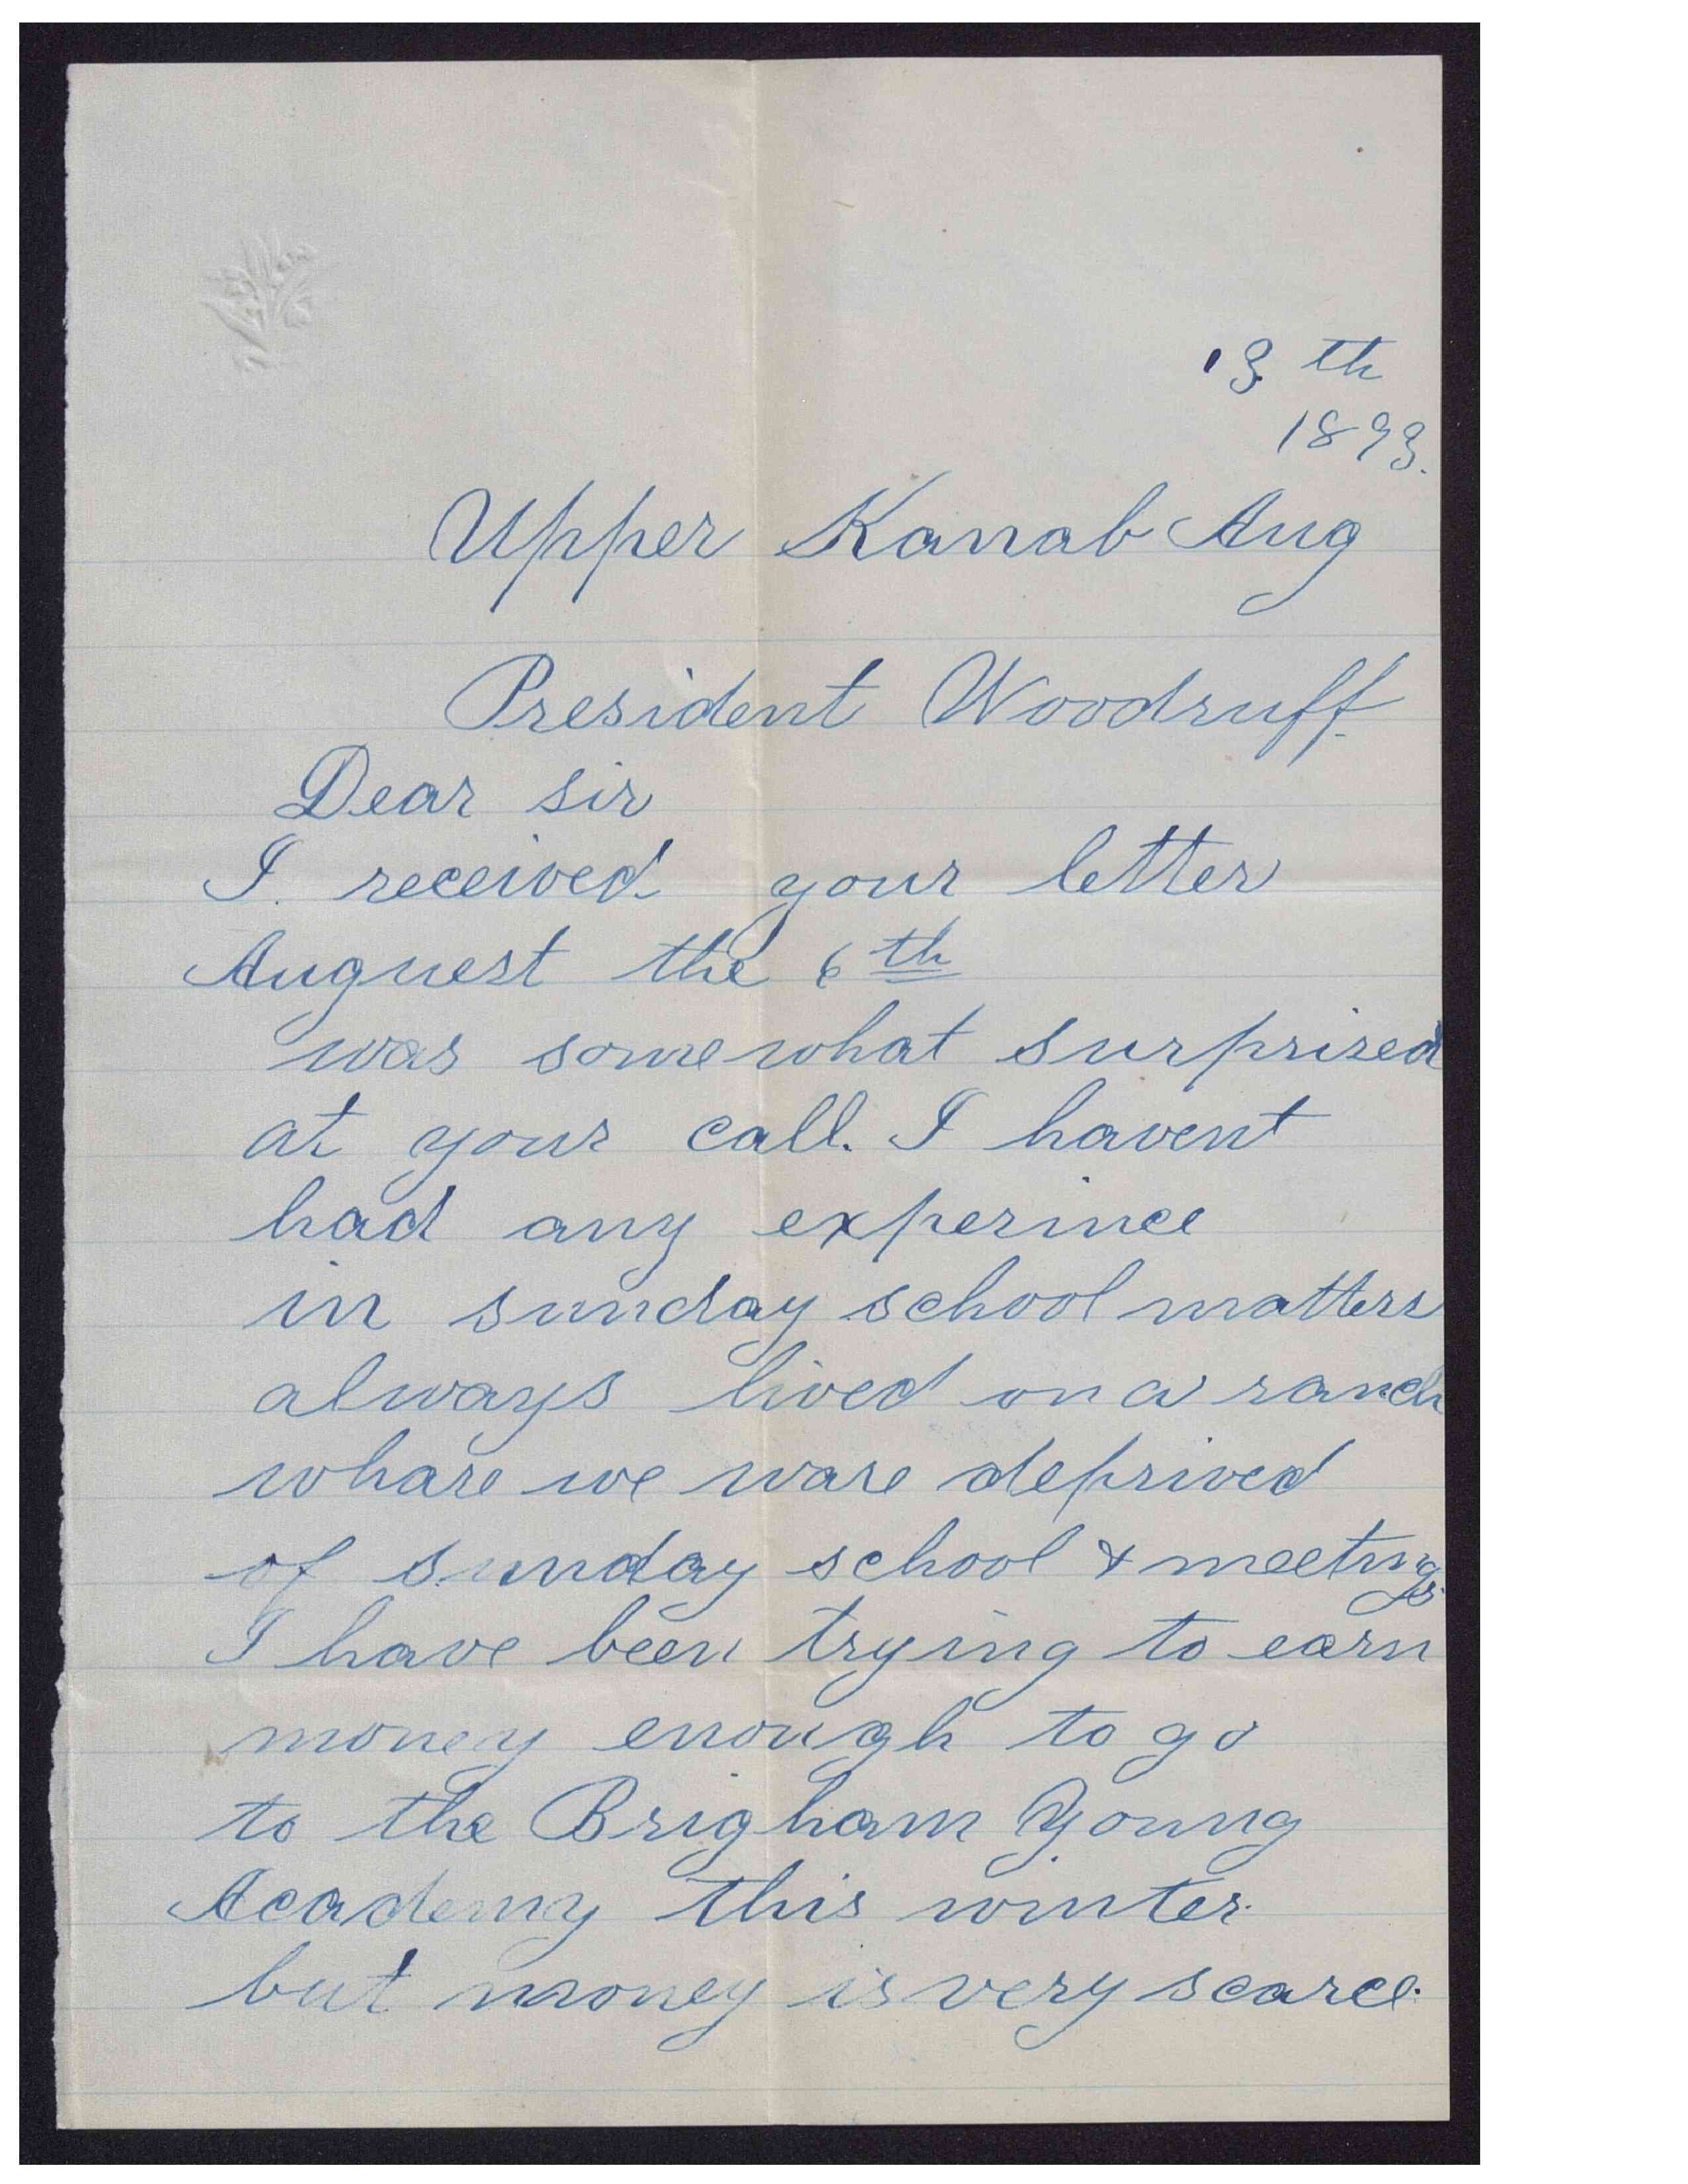 13th
1893.
Upper Kanab Aug
President Woodruff.
Dear sir
I received your letter
Auguest the 6th
was somewhat surprised
at your call. I havent
had any experince
in sunday school matters
always lived on a ranch
whare we ware deprived
of sunday school & meetings.
I have been trying to earn
money enough to go
to the Brigham Young
Academy this winter.
but money is very scarce.